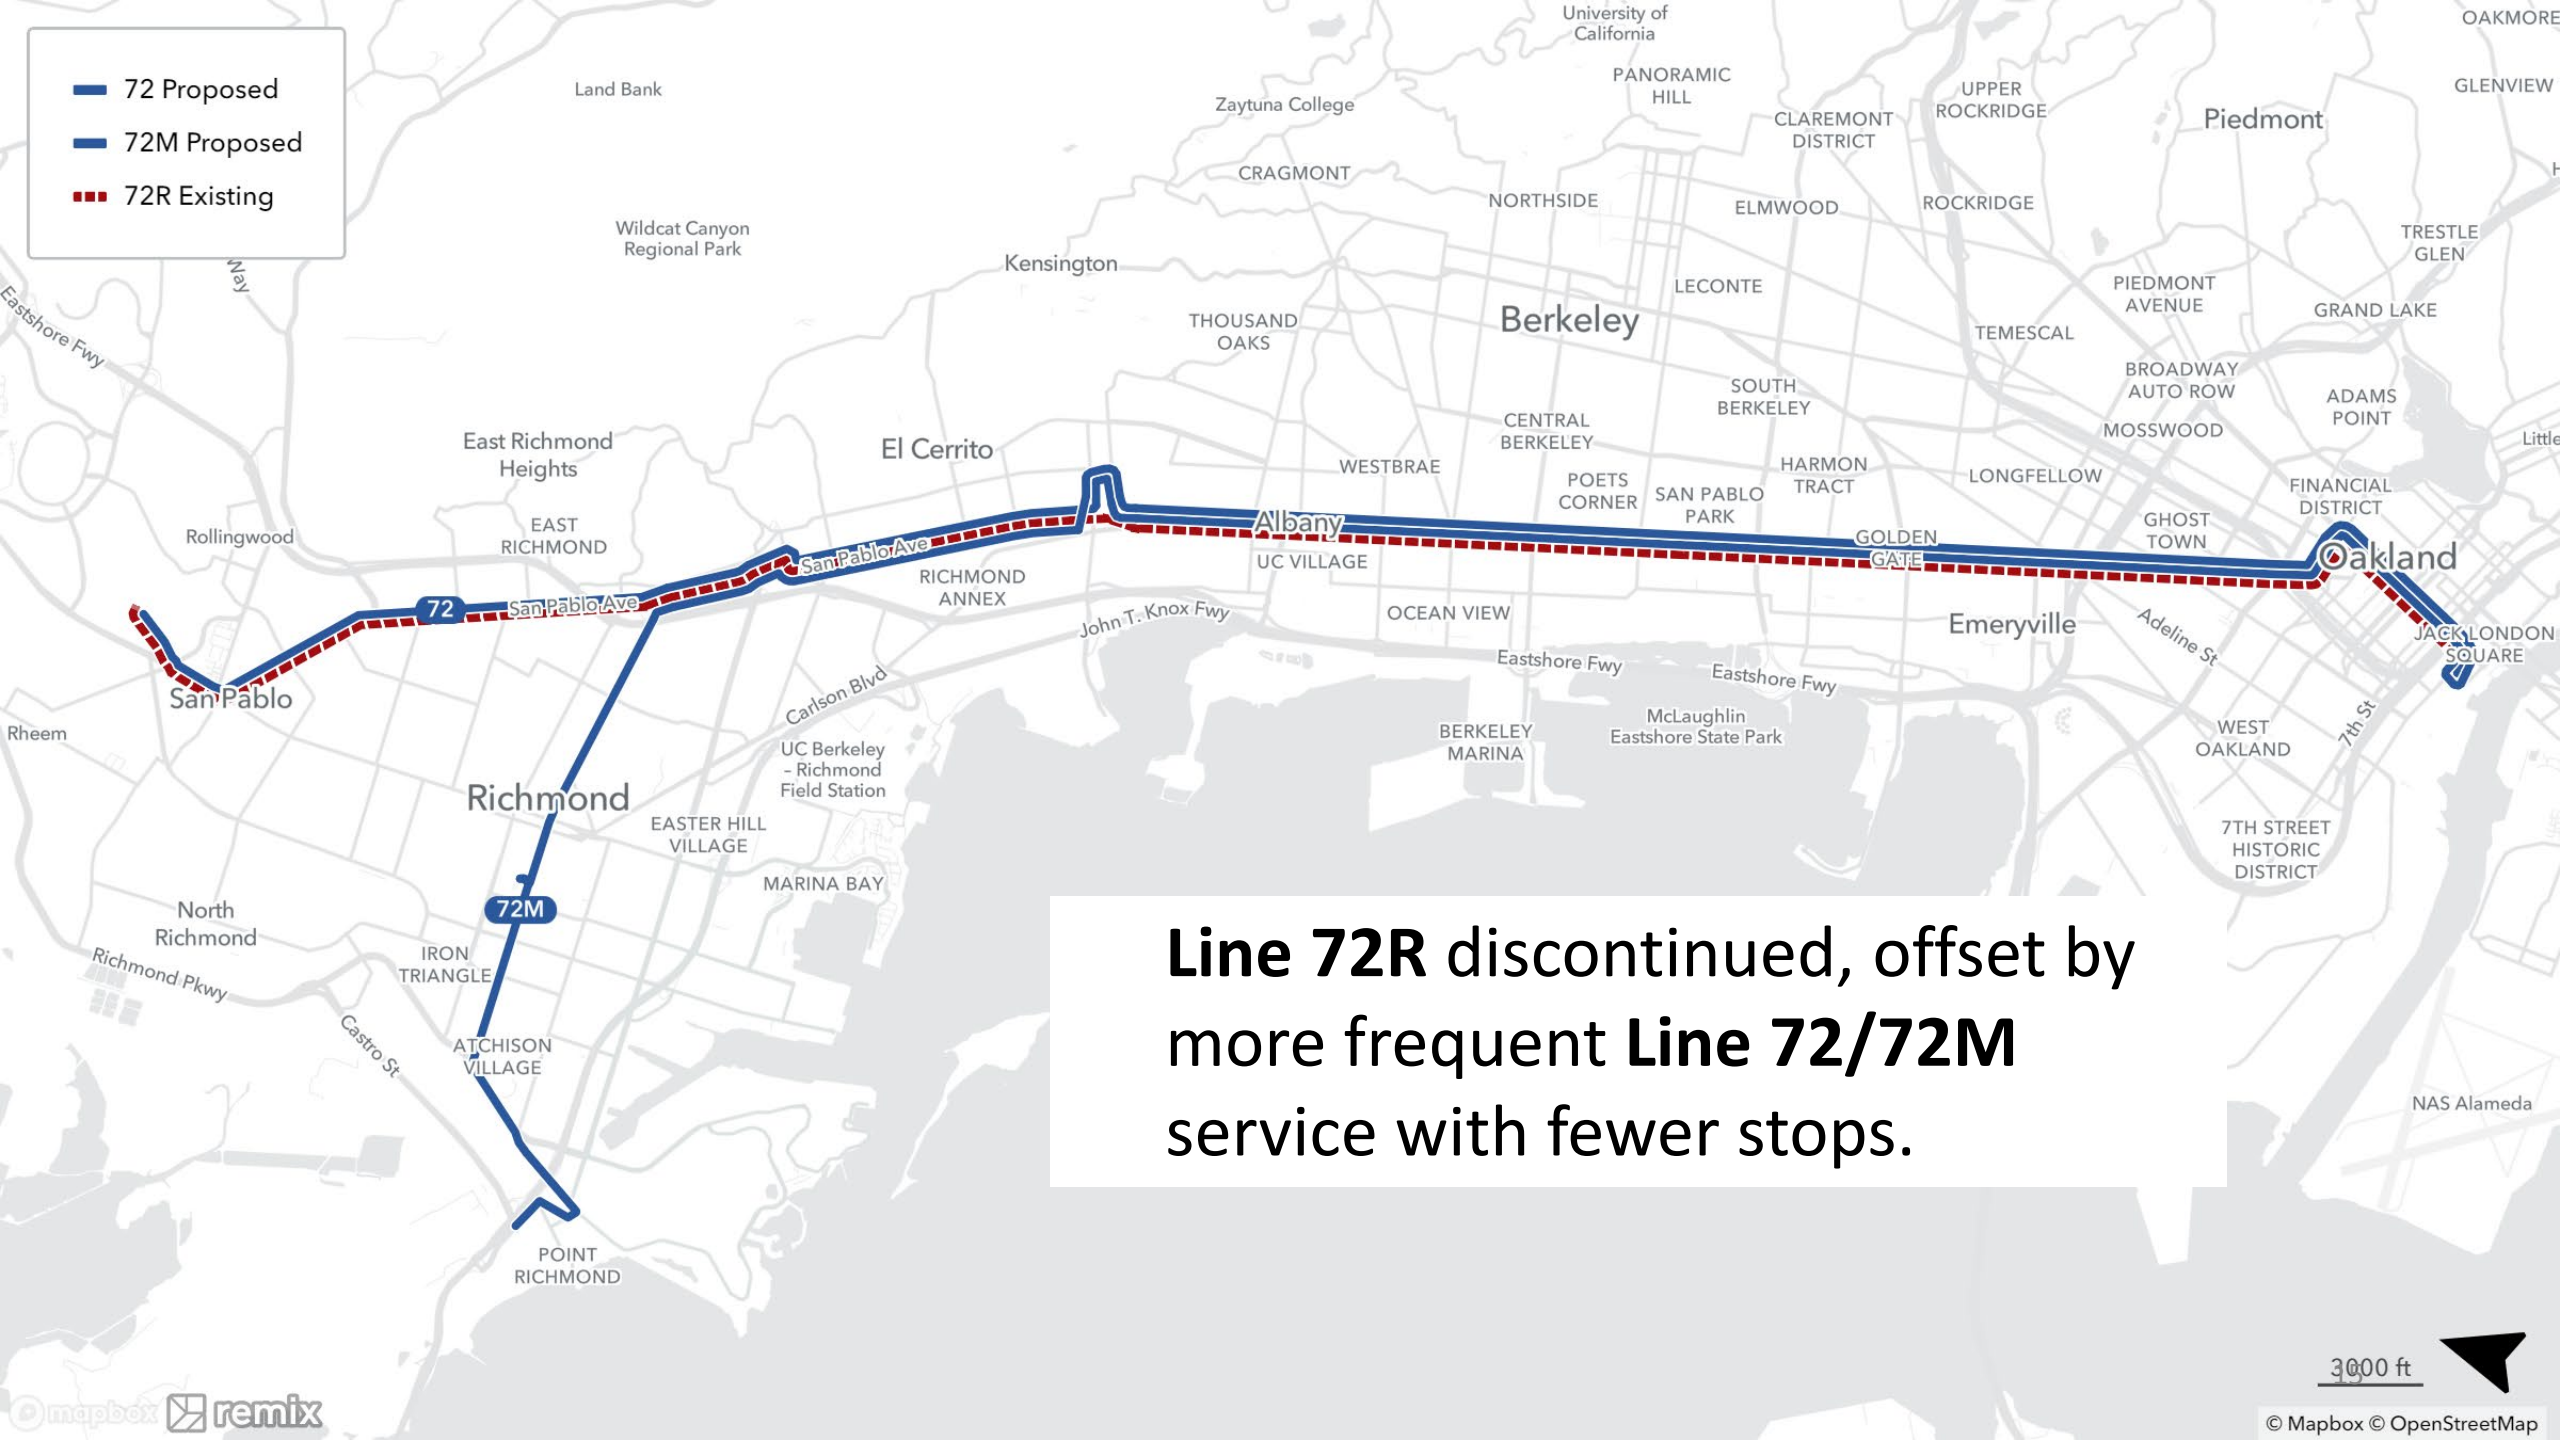 72 Proposed
72M Proposed
72R Existing
University of
California
OAKMORE
Land Bank
PANORAMIC
HILL
UPPER
ROCKRIDGE
GLENVIEW
Zaytuna College
CLAREMONT
DISTRICT
Piedmont
CRAGMONT
NORTHSIDE
ELMWOOD
ROCKRIDGE
Wildcat Canyon
Regional Park
TRESTLE
GLEN
Way
Kensington
Eastshore Fwy
LECONTE
PIEDMONT
AVENUE
GRAND LAKE
THOUSAND
OAKS
Berkeley
TEMESCAL
BROADWAY
AUTO ROW
SOUTH
BERKELEY
ADAMS
POINT
East Richmond
Heights
El Cerrito
CENTRAL
BERKELEY
MOSSWOOD
Little
WESTBRAE
HARMON
TRACT
LONGFELLOW
POETS
CORNER
SAN PABLO
PARK
FINANCIAL
DISTRICT
Rollingwood
EAST
RICHMOND
Albany
GOLDEN
GATE
GHOST
TOWN
Oakland
San Pablo Ave
UC VILLAGE
RICHMOND
ANNEX
72
San Pablo Ave
John T. Knox Fwy
OCEAN VIEW
Emeryville
Adeline St
JACK LONDON
SQUARE
San Pablo
Carlson Blvd
Eastshore Fwy
Eastshore Fwy
Rheem
UC Berkeley
– Richmond
Field Station
BERKELEY
MARINA
McLaughlin
Eastshore State Park
WEST
OAKLAND
7th St
Richmond
EASTER HILL
VILLAGE
7TH STREET
HISTORIC
DISTRICT
MARINA BAY
72M
North
Richmond
IRON
TRIANGLE
Richmond Pkwy
Line 72R discontinued, offset by
more frequent Line 72/72M
service with fewer stops.
Castro St
ATCHISON
VILLAGE
NAS Alameda
POINT
RICHMOND
3000 ft
15
mapbox
remix
© Mapbox © OpenStreetMap